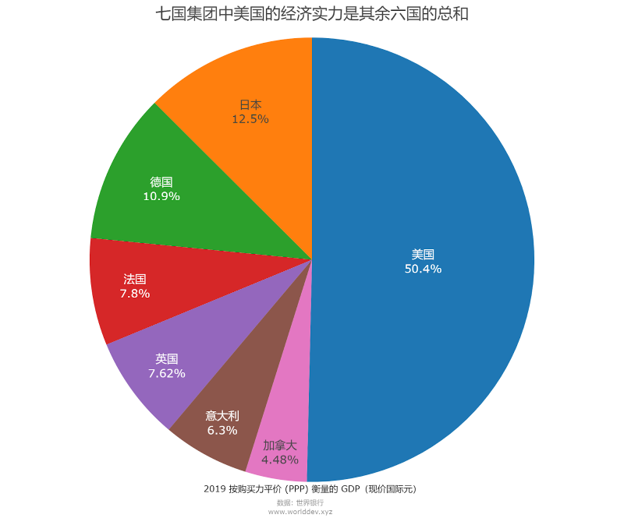 七国集团中美国的经济实力是其余六国的总和
日本
12.5%
德国
10.9%
美国
50.4%
法国
7.8%
英国
7.62%
意大利
6.3%
加拿大
4.48%
2019 按购买力平价 (PPP) 衡量的 GDP (现价国际元)
数据: 世界银行
www.worlddev.xyz